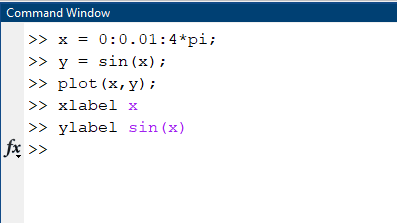 Command Window
>> x = 0:0.01:4*pi;
>> y = sin(x);
>> plot(x,y);
>> xlabel x
>> ylabel sin(x)
fx >>